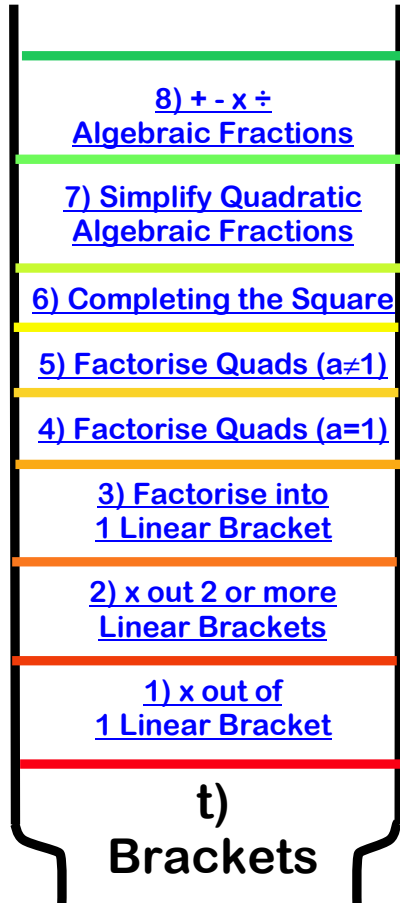 8) + - x ÷
Algebraic Fractions
7) Simplify Quadratic
Algebraic Fractions
6) Completing the Square
5) Factorise Quads (a≠1)
4) Factorise Quads (a=1)
3) Factorise into
1 Linear Bracket
2) x out 2 or more
Linear Brackets
1) x out of
1 Linear Bracket
t)
Brackets